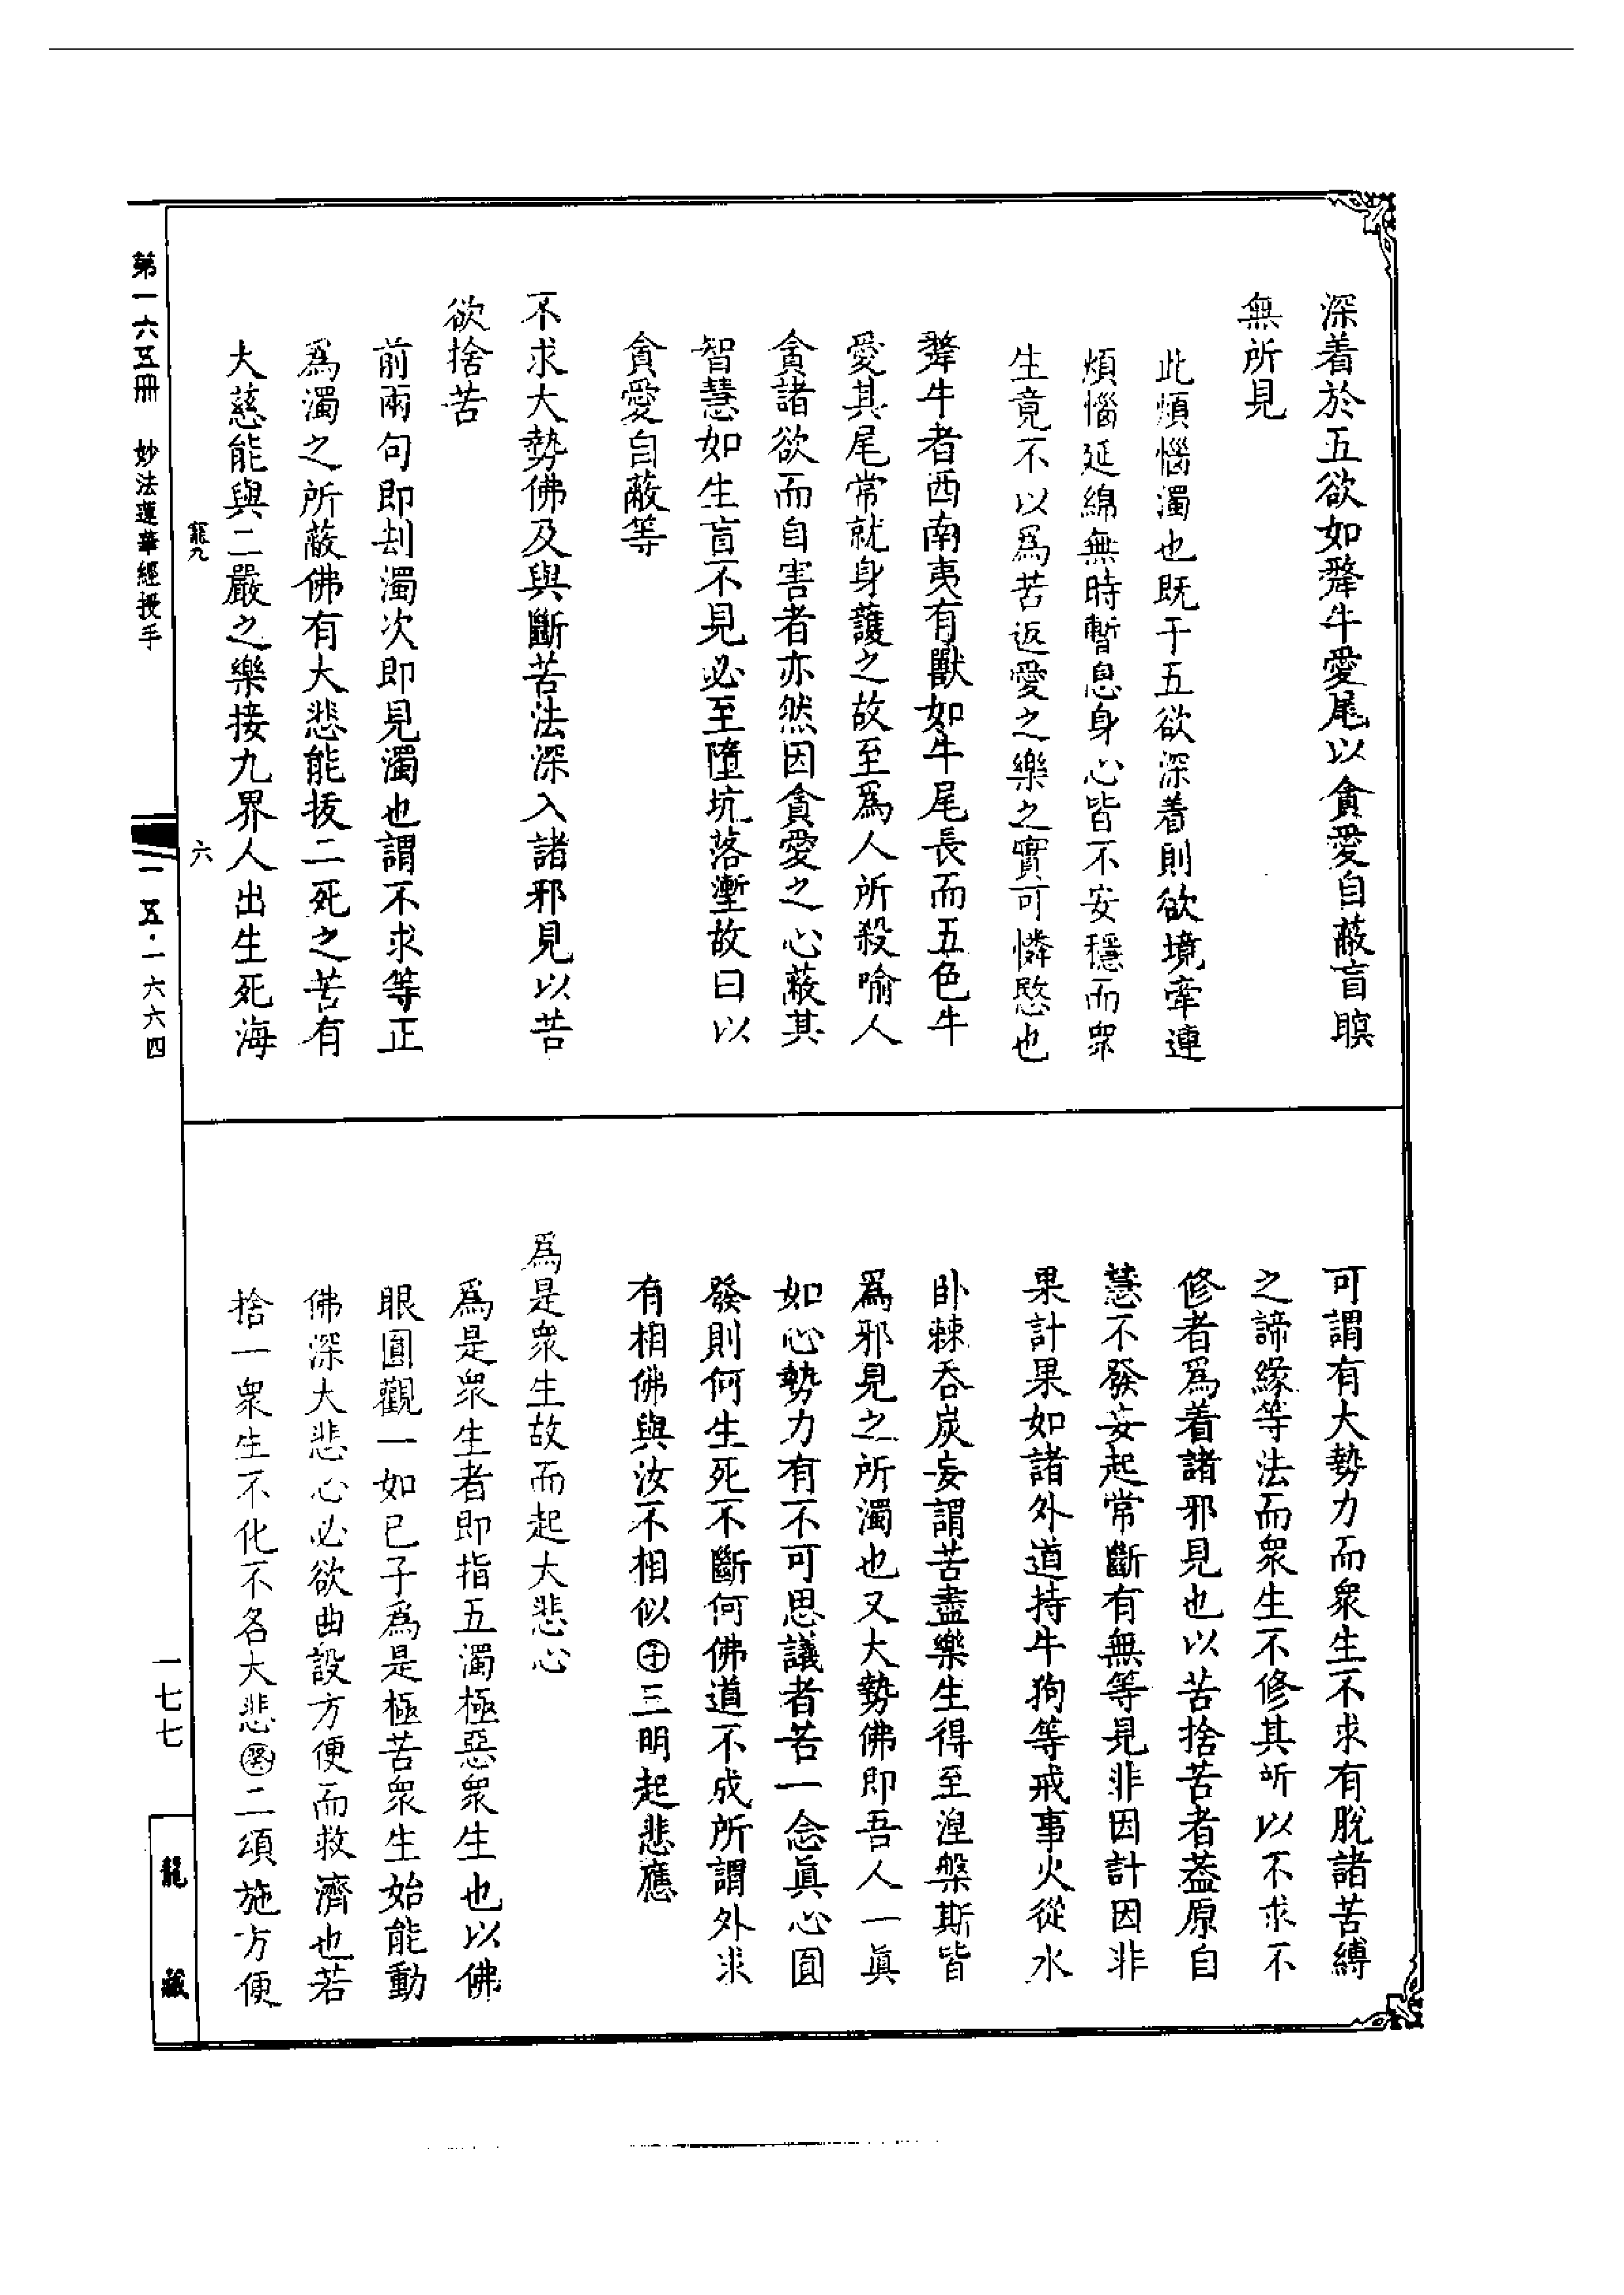 深着於五欲如犛牛愛尾以貪愛自蔽盲瞑
無所見
此煩惱濁也既于五欲深着則欲境牽連
煩惱延綿無時暫息身心皆不安穩而衆
生竟不以爲苦返愛之樂之實可憐愍也
犛牛者西南夷有獸如牛尾長而五色牛
愛其尾常就身護之故至爲人所殺喻人
貪諸欲而自害者亦然因貪愛之心蔽其
智慧如生盲不見必至墮坑落塹故曰以
貪愛自蔽等
不求大勢佛及與斷苦法深入諸邪見以苦
欲捨苦
前兩句即刦濁次即見濁也謂不求等正
爲濁之所蔽佛有大悲能拔二死之苦有
大慈能與二嚴之樂接九界人出生死海
可謂有大勢力而衆生不求有脫諸苦縛
之諦緣等法而衆生不修其所以不求不
修者爲着諸邪見也以苦捨苦者葢原自
慧不發妄起常斷有無等見非因計因非
果計果如諸外道持牛狗等戒事火從水
卧棘吞炭妄謂苦盡樂生得至涅槃斯皆
爲邪見之所濁也又大勢佛即吾人一眞
如心勢力有不可思議者苦一念眞心圓
發則何生死不斷何佛道不成所謂外求
有相佛與汝不相似㊉三明起悲應
爲是衆生故而起大悲心
爲是衆生者即指五濁極惡衆生也以佛
眼圓觀一如已子爲是極苦衆生始能動
佛深大悲心必欲曲設方便而救濟也若
捨一衆生不化不名大悲癸二頌施方便
第一六五冊 妙法蓮華經授手
龍九
六
一五·一六六四
一七七
龍藏